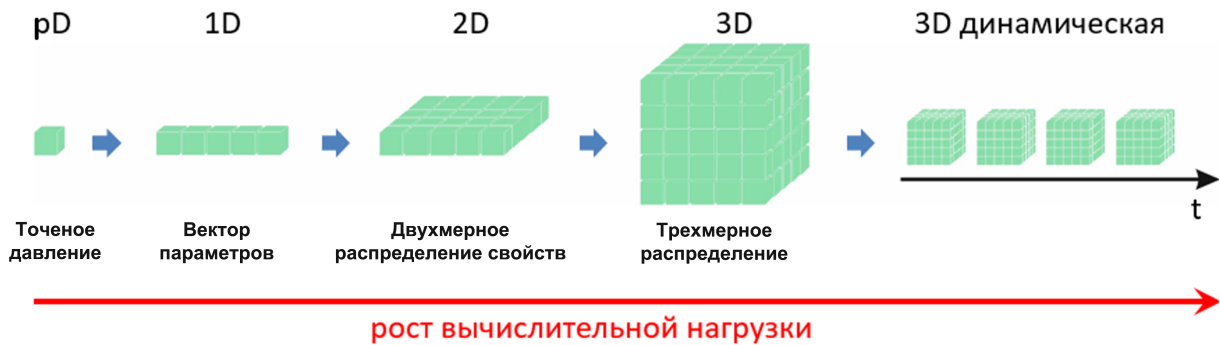 pD 1D 2D 3D 3D динамическая
t
Точеное
давление
Вектор
параметров
Двухмерное
распределение свойств
Трехмерное
распределение
рост вычислительной нагрузки